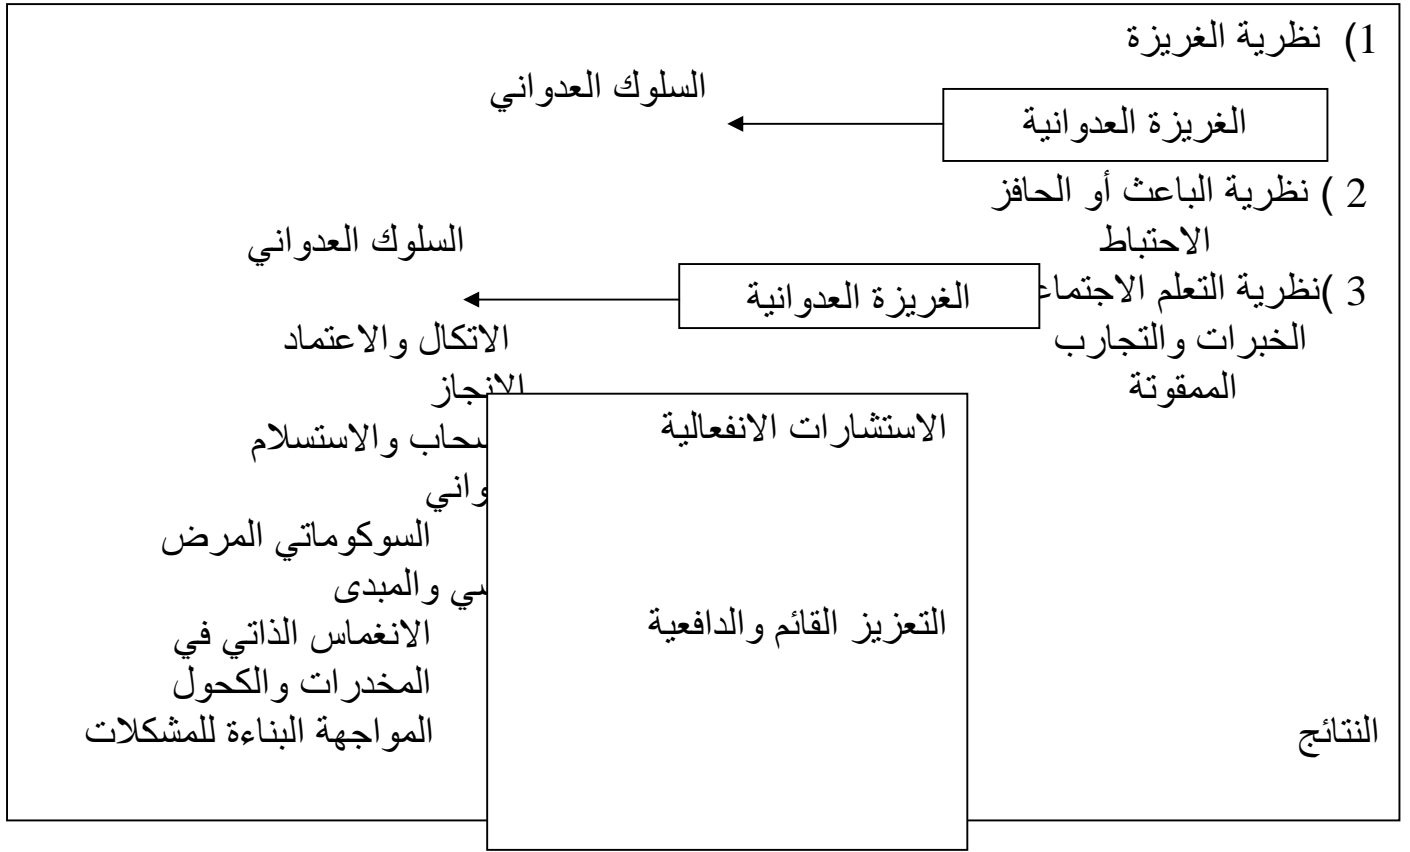 1) نظرية الغريزة
السلوك العدواني
الغريزة العدوانية
2 ) نظرية الباعث أو الحافز
الاحتباط
السلوك العدواني
3 )نظرية التعلم
الغريزة العدوانية
الخبرات والتجارب
الممقوتة
الاستشارات الانفعالية
التعزيز القائم والدافعية
الاتكال والاعتماد
الانجاز
والاستسلام
السوكوماتي المرض
والمبدى
الانغماس الذاتي في
المخدرات والكحول
المواجهة البناءة للمشكلات
النتائج